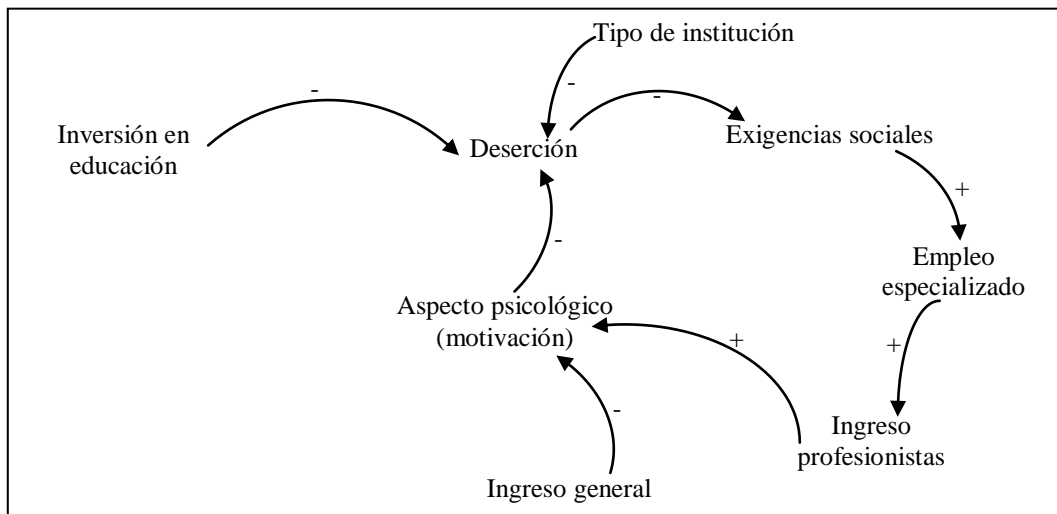 Tipo de institución
-
-
-
Inversión en
educación
Deserción
Exigencias sociales
+
-
Empleo
especializado
Aspecto psicológico
(motivación)
+
+
-
Ingreso
profesionistas
Ingreso general